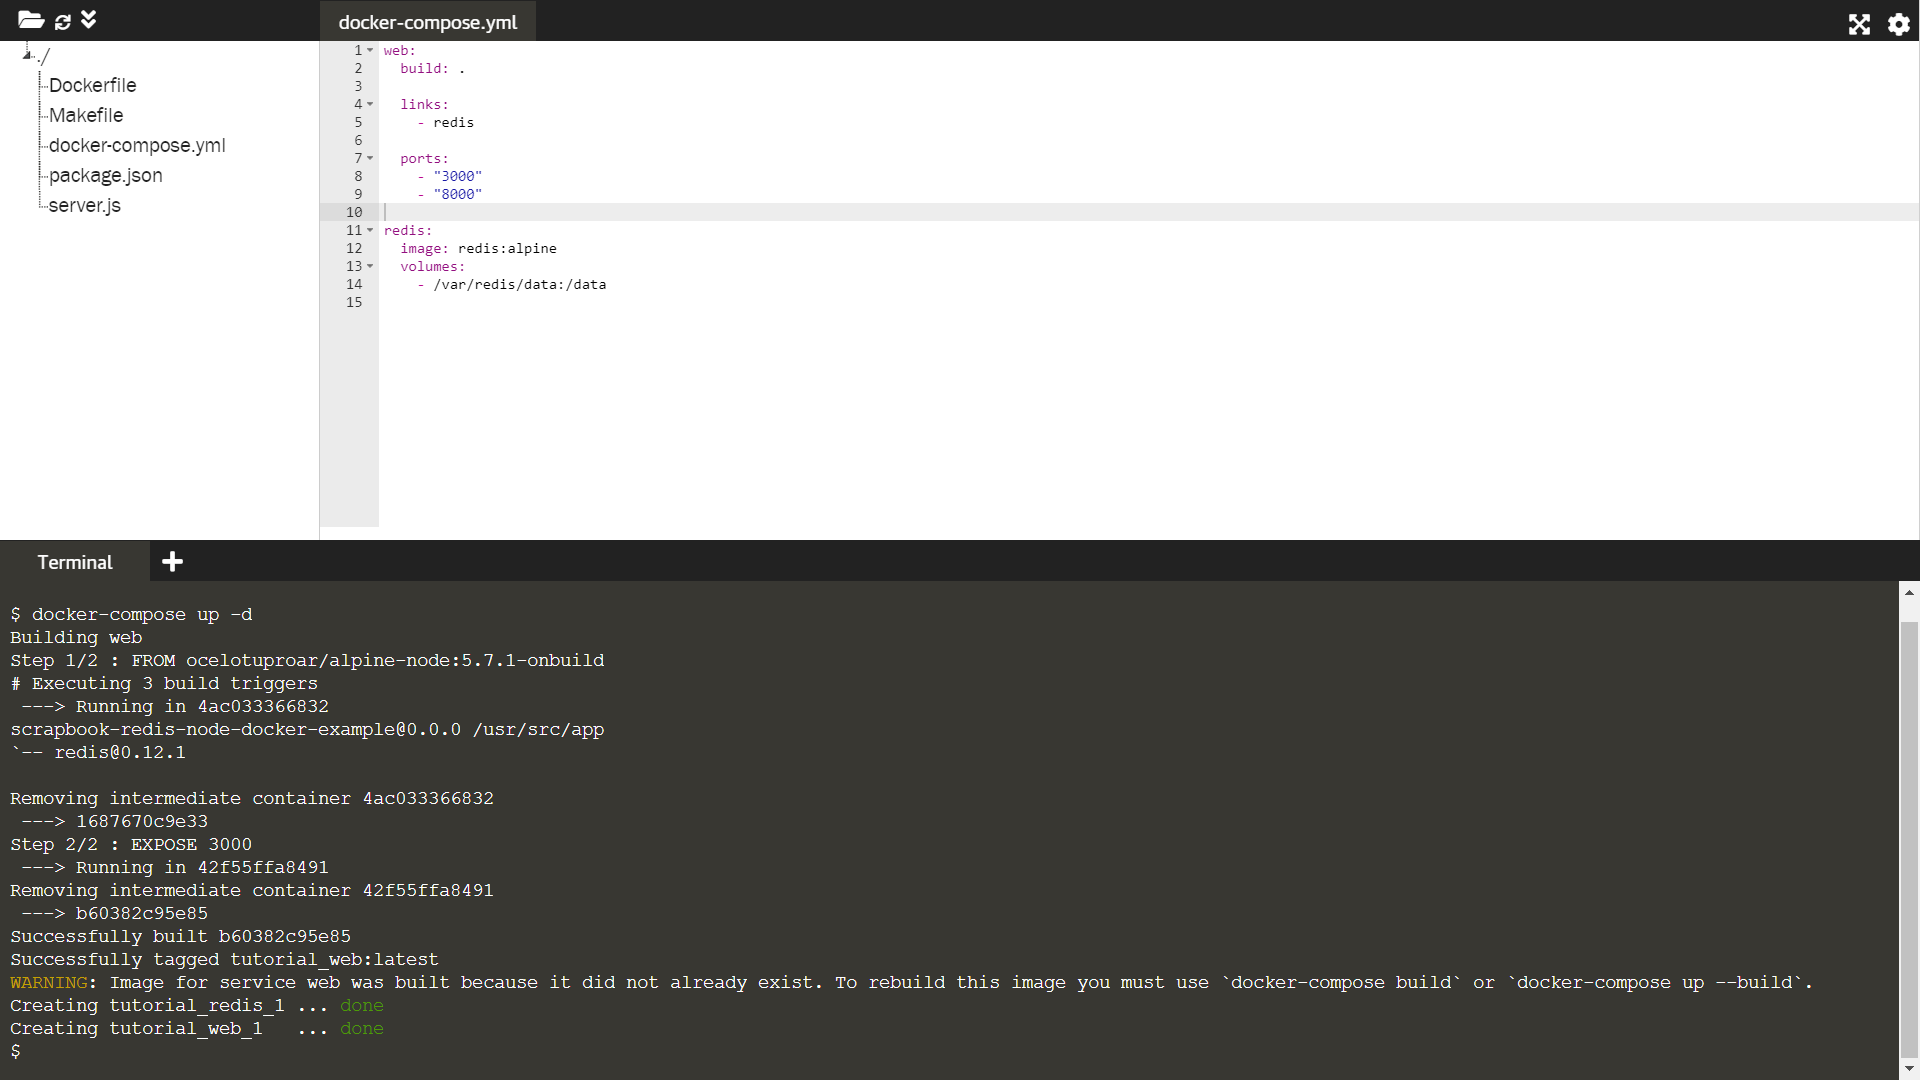 docker-compose.yml
./
Dockerfile
Makefile
docker-compose.yml
package.json
server.js
1 web:
2   build: .
3
4   links:
5     - redis
6
7   ports:
8     - "3000"
9     - "8000"
10
11 redis:
12   image: redis:alpine
13   volumes:
14     - /var/redis/data:/data
15
Terminal
$ docker-compose up -d
Building web
Step 1/2 : FROM ocelotuproar/alpine-node:5.7.1-onbuild
# Executing 3 build triggers
 ---> Running in 4ac033366832
scrapbook-redis-node-docker-example@0.0.0 /usr/src/app
`-- redis@0.12.1
Removing intermediate container 4ac033366832
 ---> 1687670c9e33
Step 2/2 : EXPOSE 3000
 ---> Running in 42f55ffa8491
Removing intermediate container 42f55ffa8491
 ---> b60382c95e85
Successfully built b60382c95e85
Successfully tagged tutorial_web:latest
WARNING: Image for service web was built because it did not already exist. To rebuild this image you must use `docker-compose build` or `docker-compose up --build`.
Creating tutorial_redis_1 ... done
Creating tutorial_web_1   ... done
$